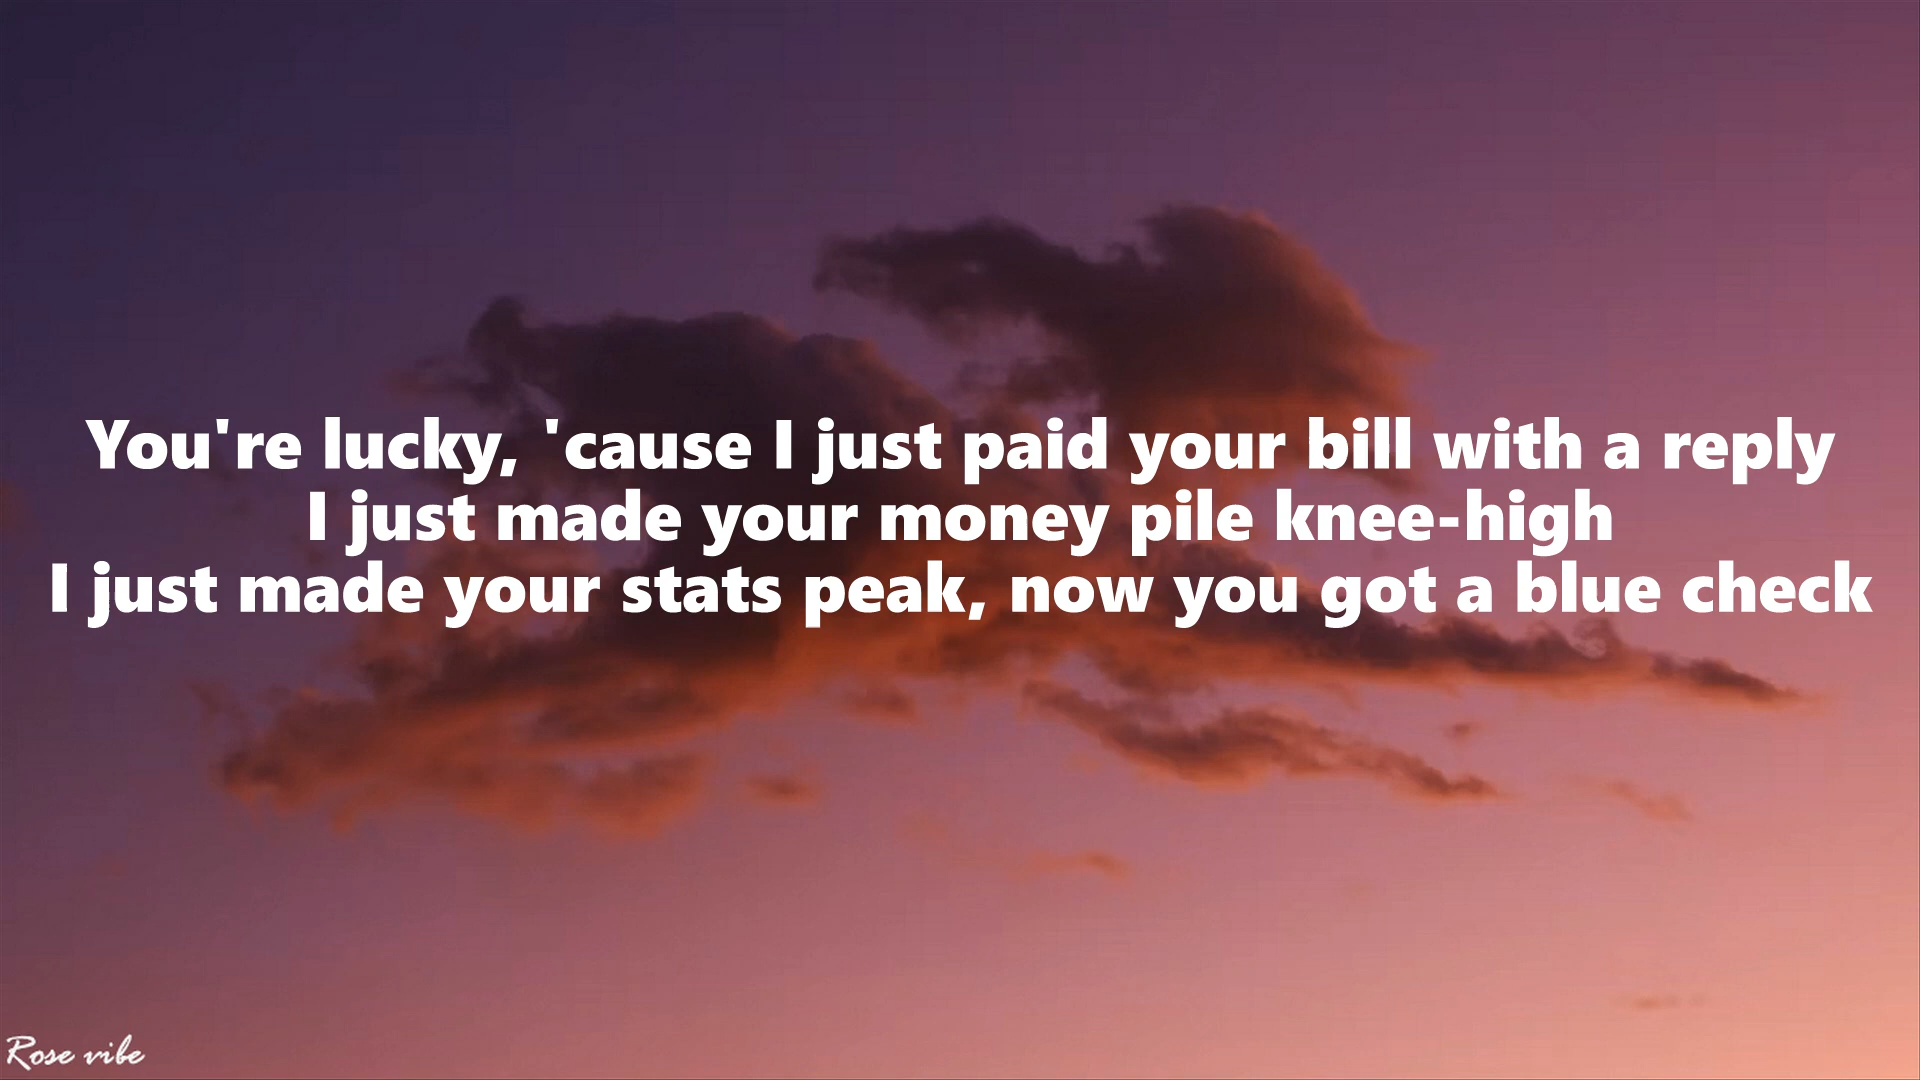 You're lucky, 'cause I just paid your bill with a reply
I just made your money pile knee-high
I just made your stats peak, now you got a blue check
Rose vibe